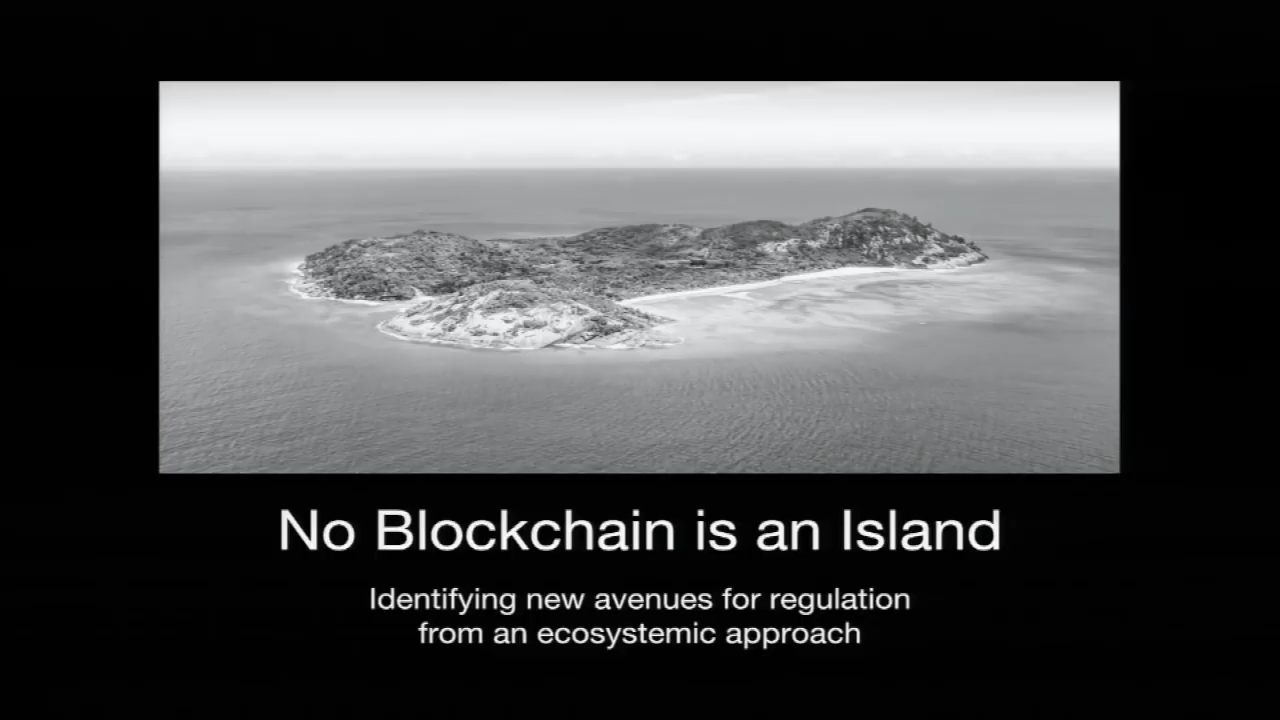 No Blockchain is an Island
Identifying new avenues for regulation
from an ecosystemic approach